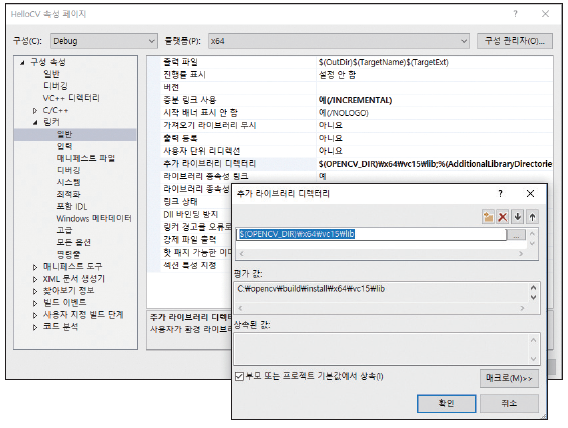 HelloCV 속성 페이지
구성(C): Debug 플랫폼(P): x64 구성 관리자(O)...
구성 속성
일반
디버깅
VC++ 디렉터리
C/C++
링커
일반
입력
매니페스트 파일
디버깅
시스템
최적화
포함 IDL
Windows 메타데이터
고급
모든 옵션
명령줄
매니페스트 도구
XML 문서 생성기
찾아보기 정보
빌드 이벤트
사용자 지정 빌드 단계
코드 분석
출력 파일 $(OutDir)$(TargetName)$(TargetExt)
진행률 표시 설정 안 함
버전
증분 링크 사용 예(/INCREMENTAL)
시작 배너 표시 안 함 예(/NOLOGO)
가져오기 라이브러리 무시 아니요
출력 등록 아니요
사용자 단위 리디렉션 아니요
추가 라이브러리 디렉터리 $(OPENCV_DIR)₩x64₩vc15₩lib;%(AdditionalLibraryDirectorie
라이브러리 종속성 링크 예
라이브러리 종속성
링크 상태
Dll 바인딩 방지
링커 경고를 오류로
강제 파일 출력
핫 패치 가능한 이미
섹션 특성 지정
추가 라이브러리 디렉터리
사용자가 환경 라이브러
추가 라이브러리 디렉터리
$(OPENCV_DIR)₩x64₩vc15₩lib
...
평가 값:
C:₩opencv₩build₩install₩x64₩vc15₩lib
상속된 값:
부모 또는 프로젝트 기본값에서 상속(I)
매크로(M)>>
확인 취소